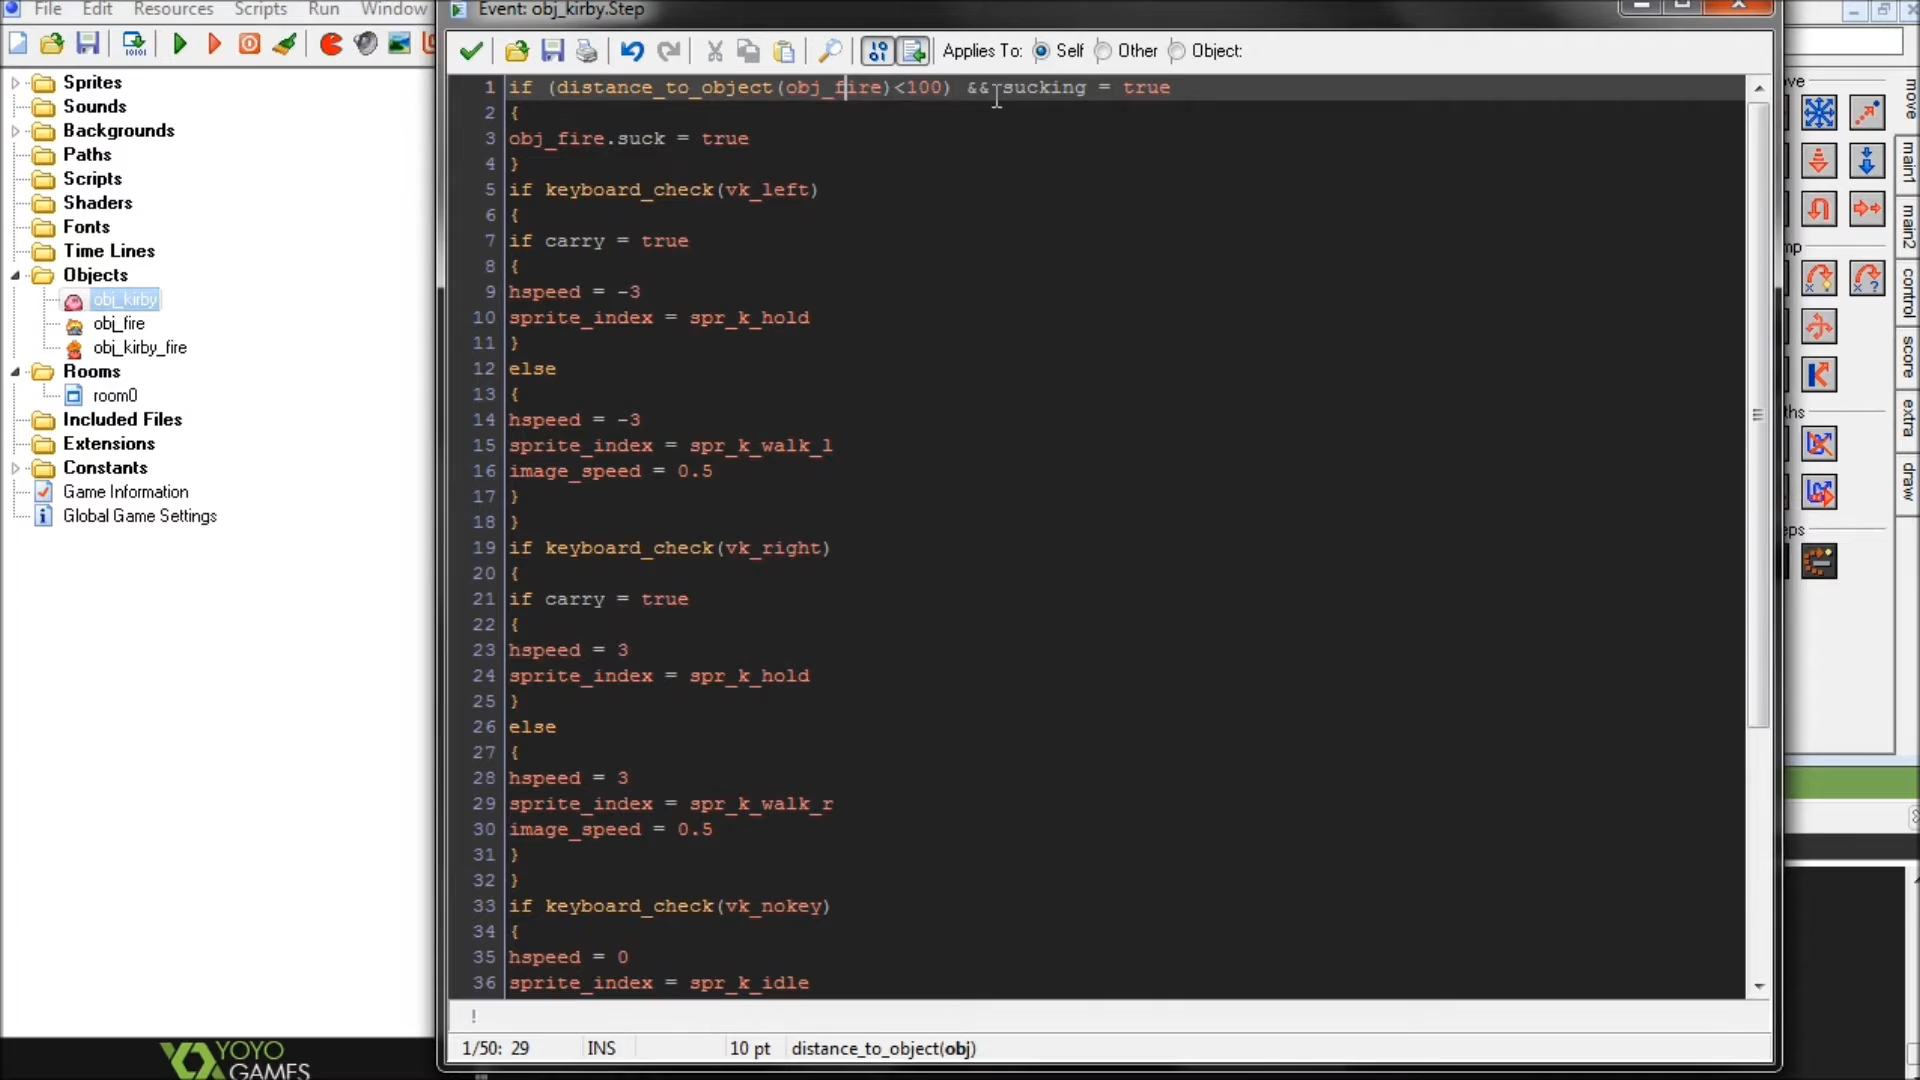 Event: obj_kirby.Step
File Edit Resources Scripts Run Window
Applies To: Self Other Object:
Sprites
Sounds
Backgrounds
Paths
Scripts
Shaders
Fonts
Time Lines
Objects
obj_kirby
obj_fire
obj_kirby_fire
Rooms
room0
Included Files
Extensions
Constants
Game Information
Global Game Settings
1 if (distance_to_object(obj_fire)<100) && sucking = true
2 {
3 obj_fire.suck = true
4 }
5 if keyboard_check(vk_left)
6 {
7 if carry = true
8 {
9 hspeed = -3
10 sprite_index = spr_k_hold
11 }
12 else
13 {
14 hspeed = -3
15 sprite_index = spr_k_walk_l
16 image_speed = 0.5
17 }
18 }
19 if keyboard_check(vk_right)
20 {
21 if carry = true
22 {
23 hspeed = 3
24 sprite_index = spr_k_hold
25 }
26 else
27 {
28 hspeed = 3
29 sprite_index = spr_k_walk_r
30 image_speed = 0.5
31 }
32 }
33 if keyboard_check(vk_nokey)
34 {
35 hspeed = 0
36 sprite_index = spr_k_idle
!
1/50: 29 INS 10 pt distance_to_object(obj)
move
main1
main2
control
score
extra
draw
YOYO
GAMES